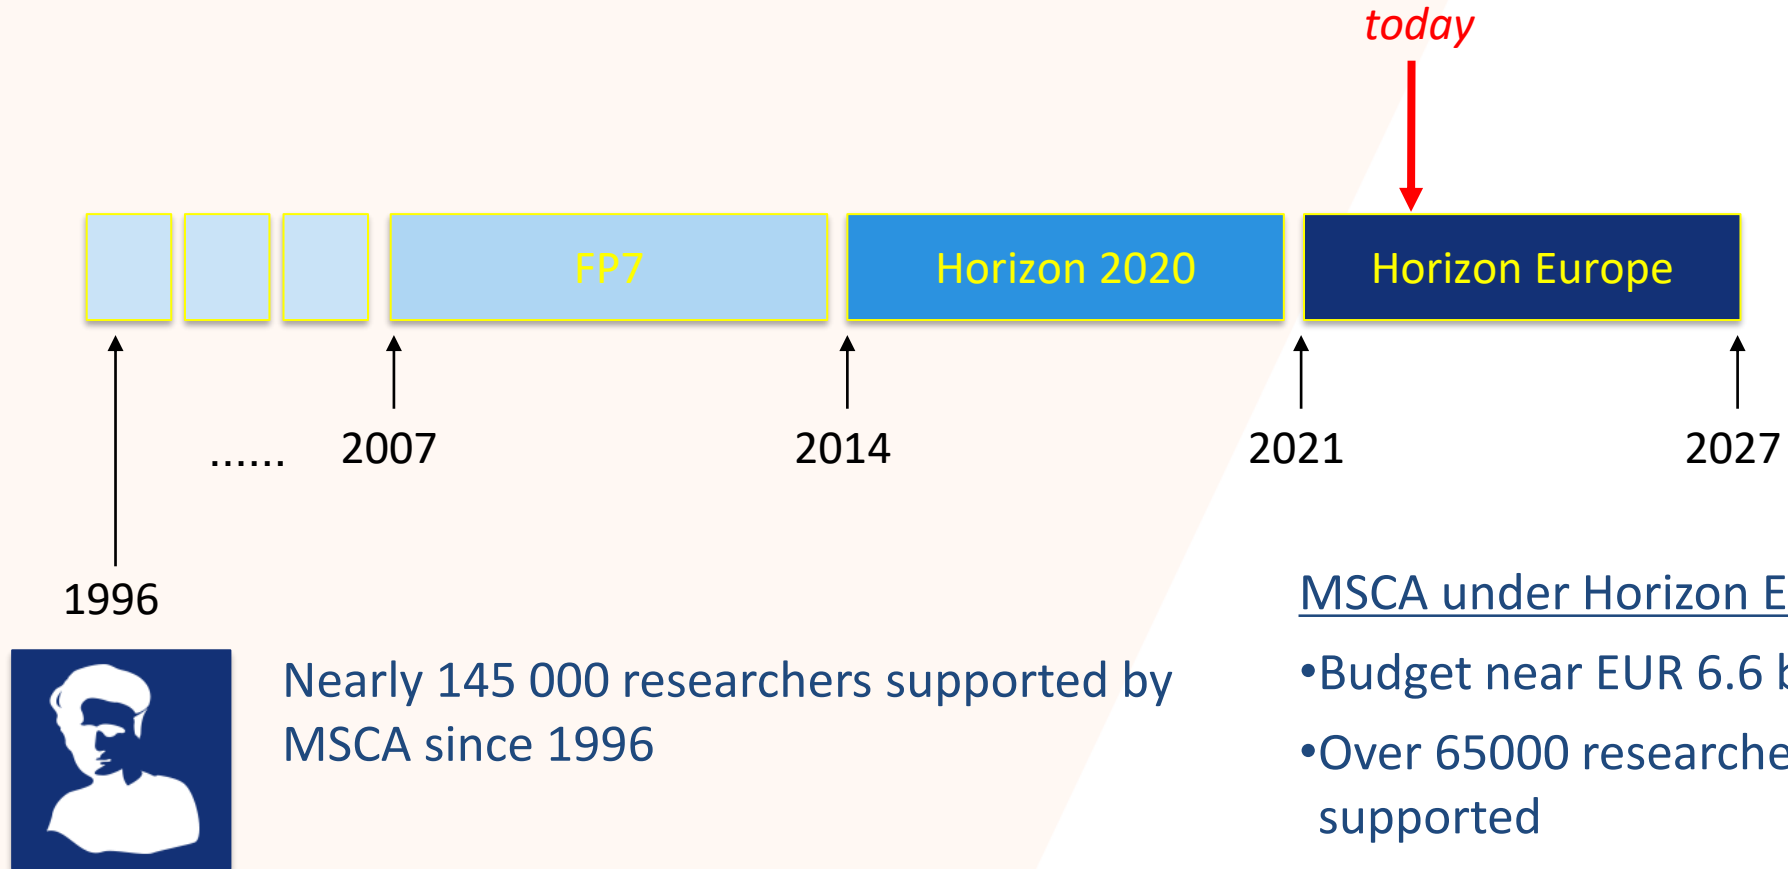 today
FP7
Horizon 2020
Horizon Europe
......
2007
2014
2021
2027
1996
Nearly 145 000 researchers supported by
MSCA since 1996
MSCA under Horizon E
•Budget near EUR 6.6 b
•Over 65000 researche
supported